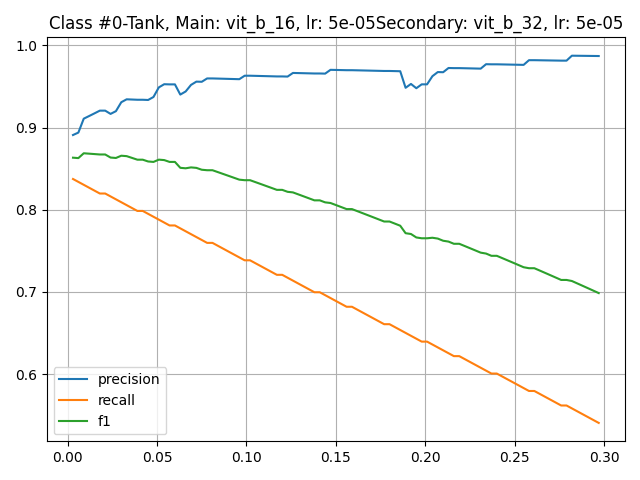 Class #0-Tank, Main: vit_b_16, lr: 5e-05Secondary: vit_b_32, lr: 5e-05
1.0
0.9
0.8
0.7
0.6
precision
recall
f1
0.00 0.05 0.10 0.15 0.20 0.25 0.30